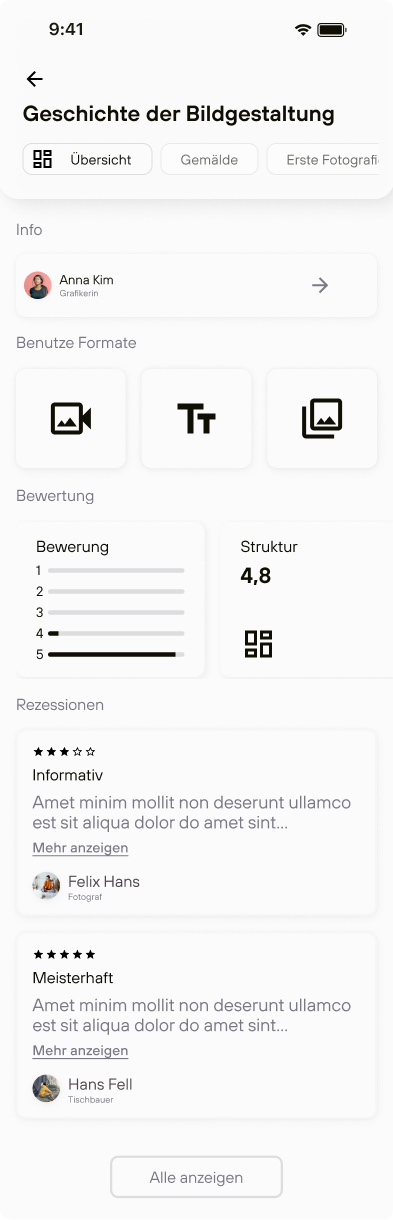 9:41
Geschichte der Bildgestaltung
Übersicht
Gemälde
Erste Fotografi
Info
Anna Kim
Grafikerin
Benutze Formate
Tт
Bewertung
Bewerung
1
2
3
4
5
Struktur
4,8
Rezessionen
Informativ
Amet minim mollit non deserunt ullamco
est sit aliqua dolor do amet sint...
Mehr anzeigen
Felix Hans
Fotograf
Meisterhaft
Amet minim mollit non deserunt ullamco
est sit aliqua dolor do amet sint...
Mehr anzeigen
Hans Fell
Tischbauer
Alle anzeigen